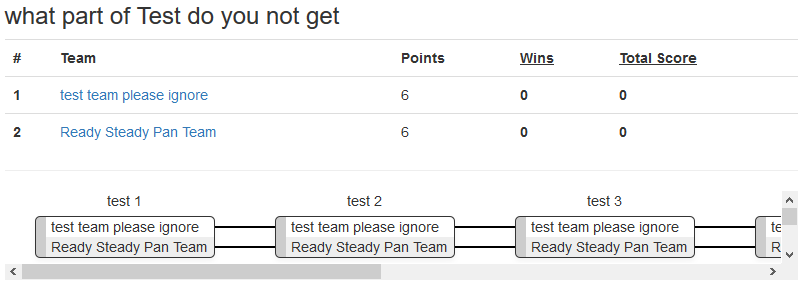 what part of Test do you not get
# Team Points Wins Total Score
1 test team please ignore 6 0 0
2 Ready Steady Pan Team 6 0 0
test 1 test 2 test 3
test team please ignore test team please ignore test team please ignore te
Ready Steady Pan Team Ready Steady Pan Team Ready Steady Pan Team R